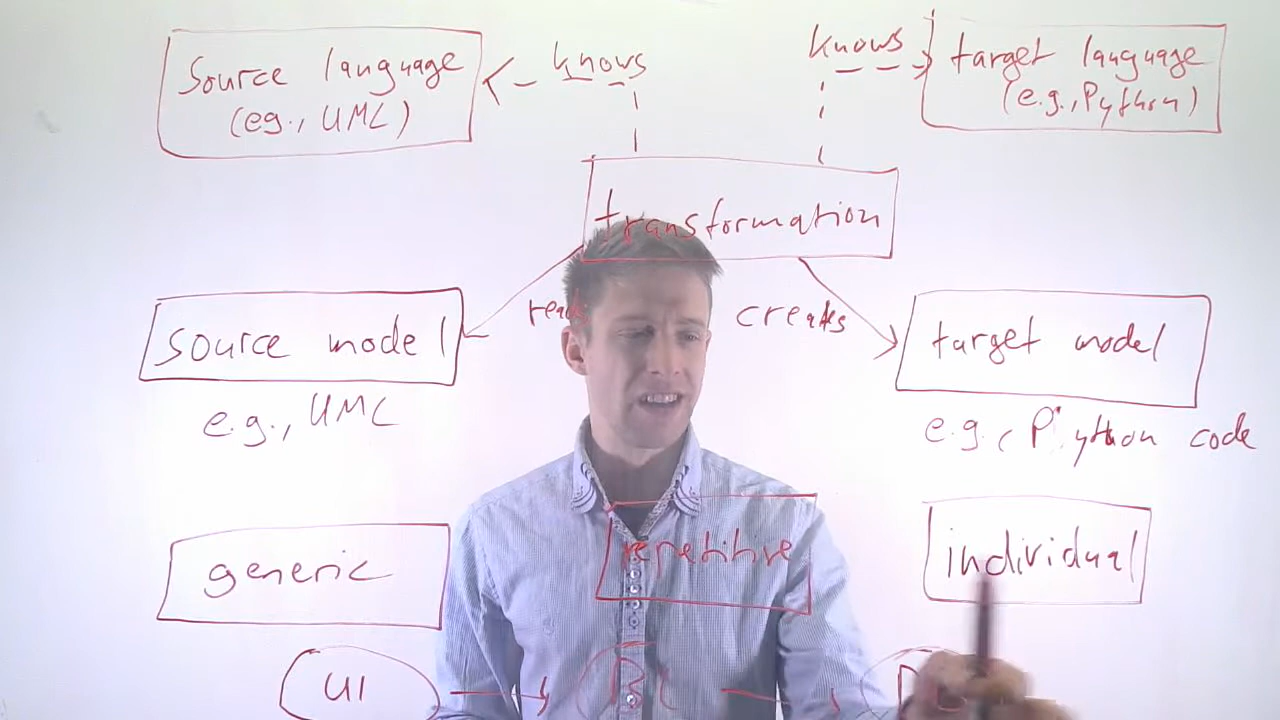 Source language
(eg., UML)
knows
knows
target language
(e.g., Python)
transformation
reads
creates
source model
e.g., UML
target model
e.g., Python code
generic
repetitive
individual
UI